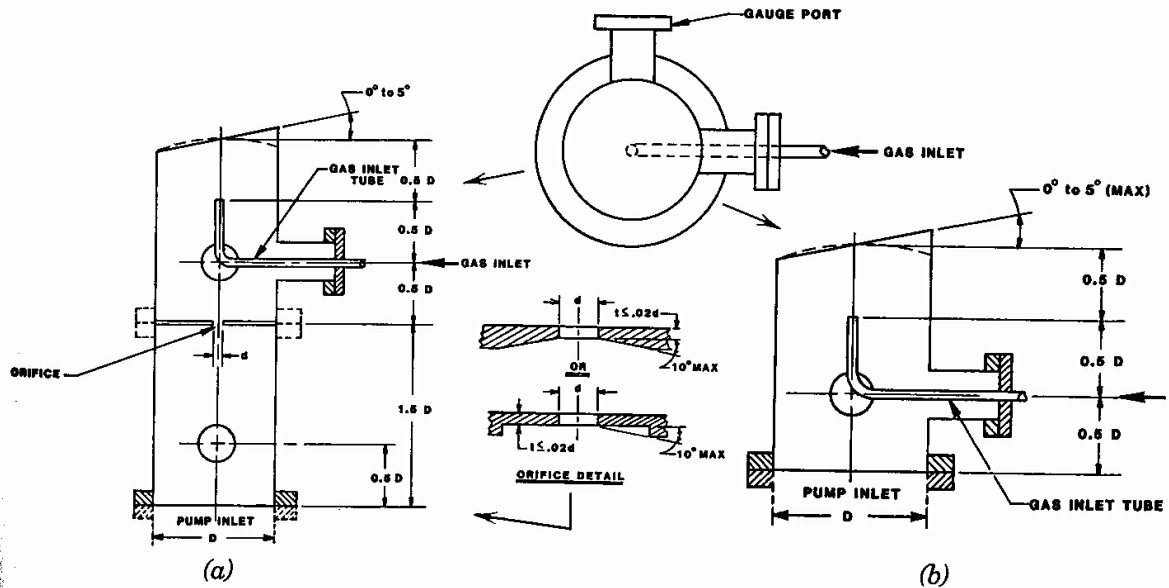 GAUGE PORT
GAS INLET
0° to 5°
GAS INLET
TUBE
0.5 D
0.5 D
GAS INLET
0.5 D
ORIFICE
d
1.5 D
0.5 D
PUMP INLET
D
(a)
d
t≤.02d
10° MAX
OR
d
t≤.02d
10° MAX
ORIFICE DETAIL
0° to 5° (MAX)
0.5 D
0.5 D
0.5 D
PUMP INLET
D
GAS INLET TUBE
(b)